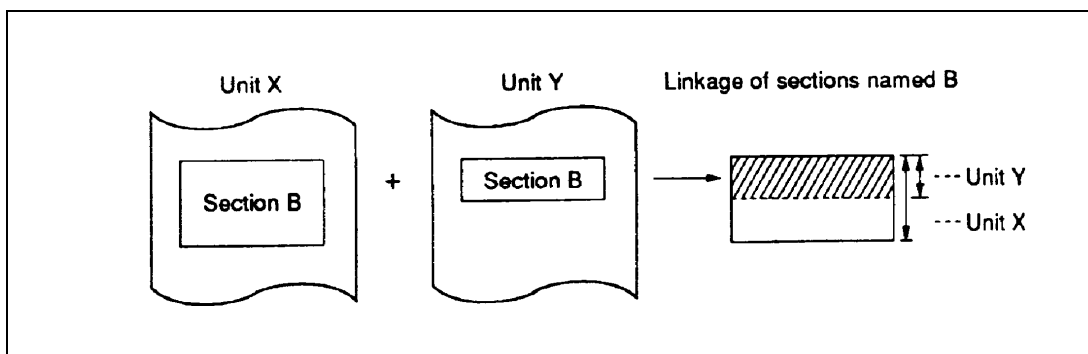 Unit X
Unit Y
Linkage of sections named B
Section B
+
Section B
--- Unit Y
--- Unit X